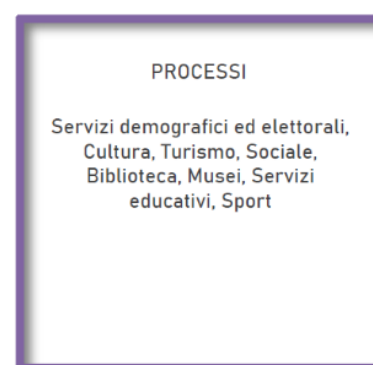 PROCESSI
Servizi demografici ed elettorali,
Cultura, Turismo, Sociale,
Biblioteca, Musei, Servizi
educativi, Sport